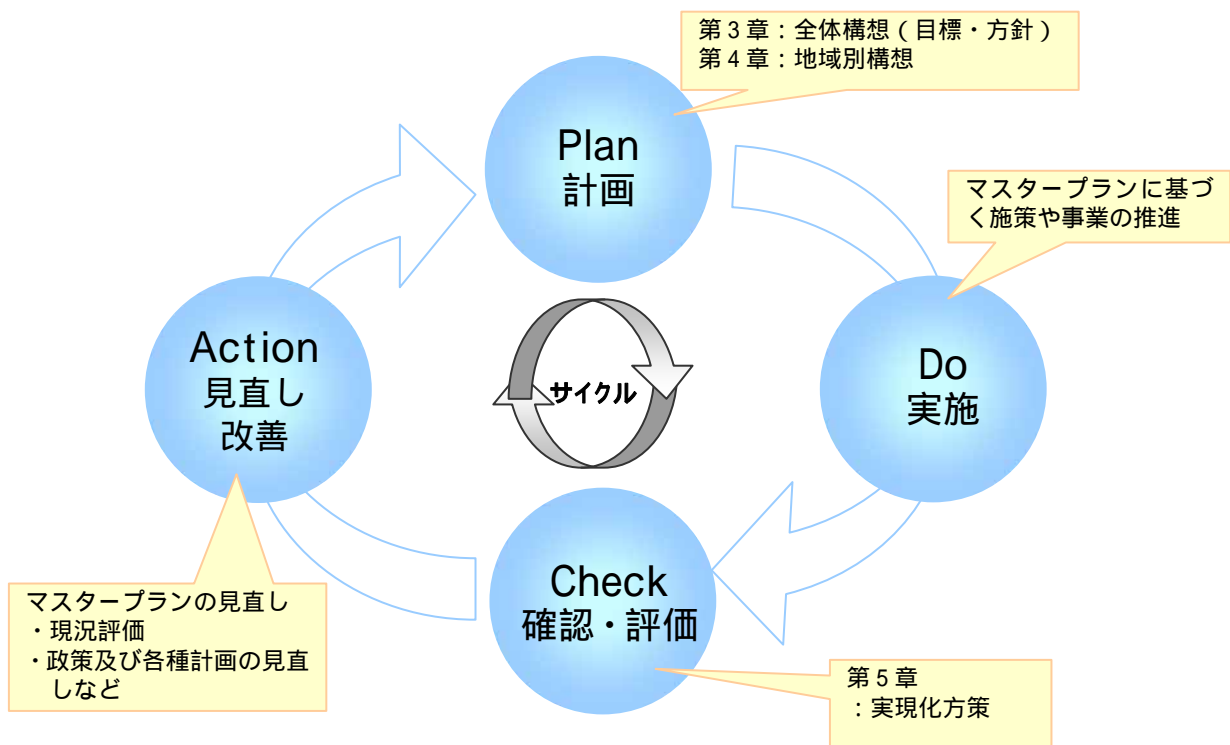 第３章：全体構想（目標・方針）
第４章：地域別構想
Plan
計画
マスタープランに基づ
く施策や事業の推進
Do
実施
サイクル
Action
見直し
改善
Check
確認・評価
第５章
：実現化方策
マスタープランの見直し
・現況評価
・政策及び各種計画の見直
しなど